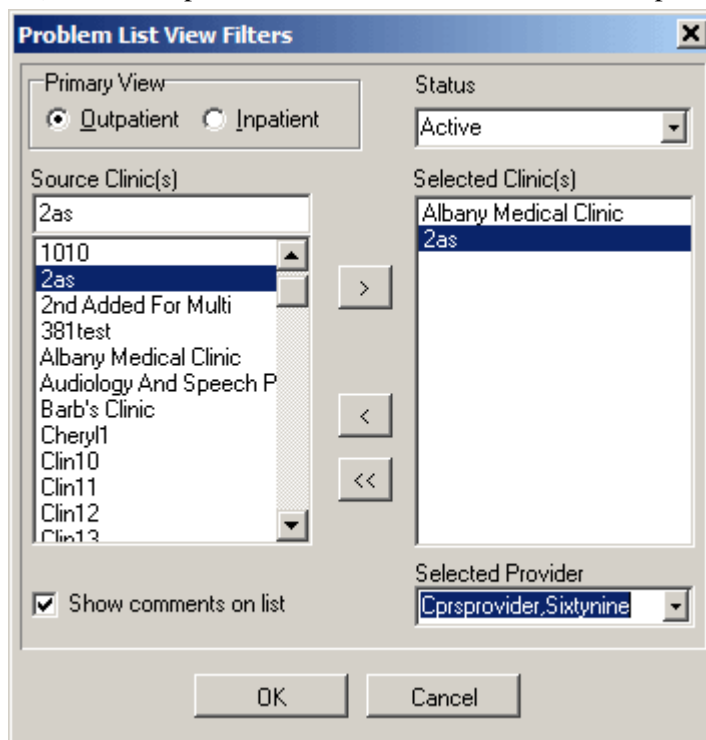 Problem List View Filters
Primary View
Outpatient
Inpatient
Status
Active
Source Clinic(s)
2as
1010
2as
2nd Added For Multi
381test
Albany Medical Clinic
Audiology And Speech P
Barb's Clinic
Cheryl1
Clin10
Clin11
Clin12
Clin13
>
<
<<
Selected Clinic(s)
Albany Medical Clinic
2as
Show comments on list
Selected Provider
Cprsprovider,Sixtynine
OK
Cancel